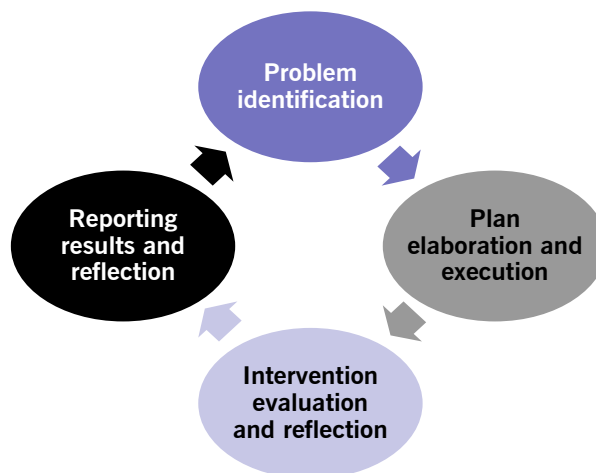 Problem
identification
Plan
elaboration and
execution
Intervention
evaluation
and reflection
Reporting
results and
reflection